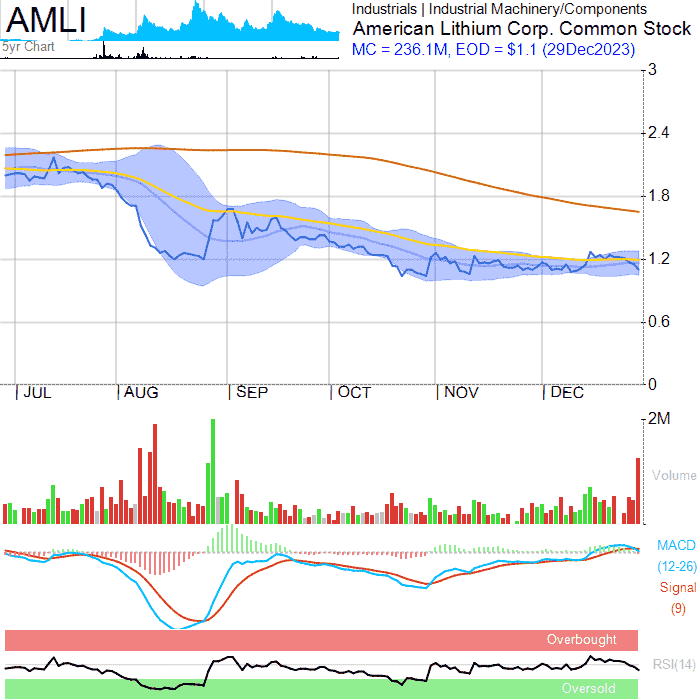 AMLI
5yr Chart
Industrials | Industrial Machinery/Components
American Lithium Corp. Common Stock
MC = 236.1M, EOD = $1.1 (29Dec2023)
3
2.4
1.8
1.2
0.6
0
JUL AUG SEP OCT NOV DEC
2M
Volume
MACD
(12-26)
Signal
(9)
Overbought
RSI(14)
Oversold